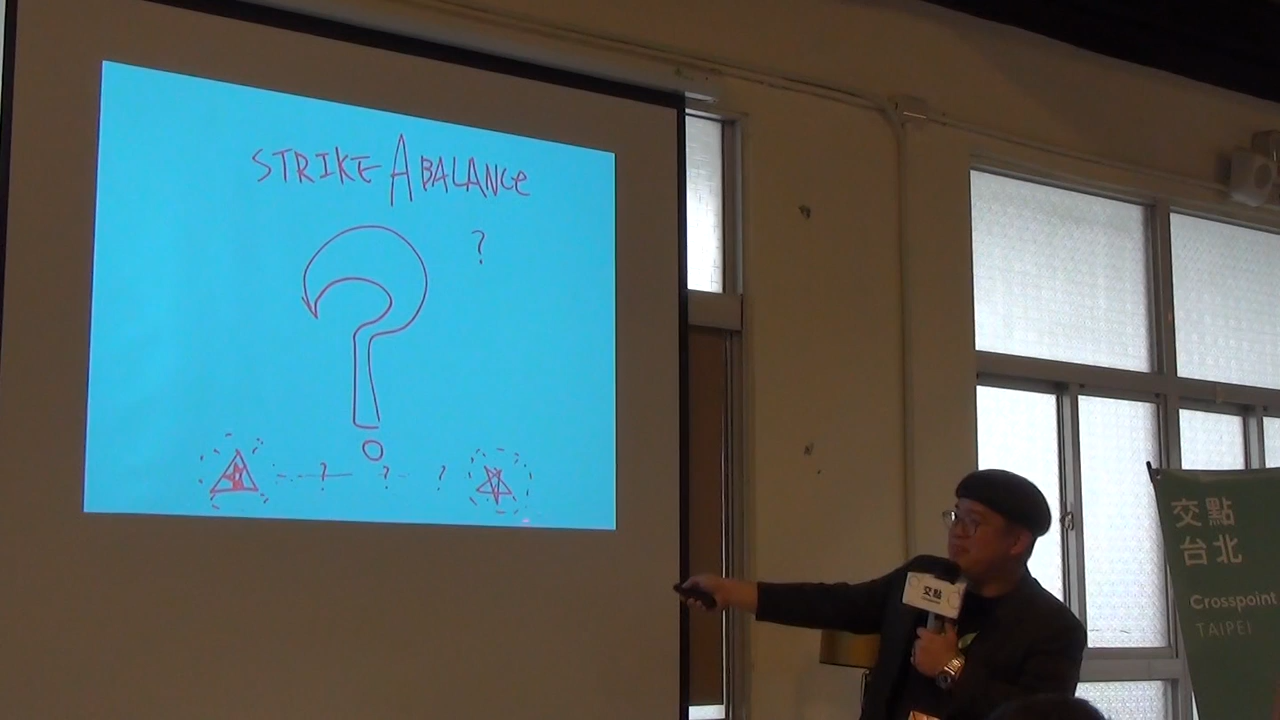 STRIKE A BALANCE
?
? ? ?
交點
交點
台北
Crosspoint
TAIPEI